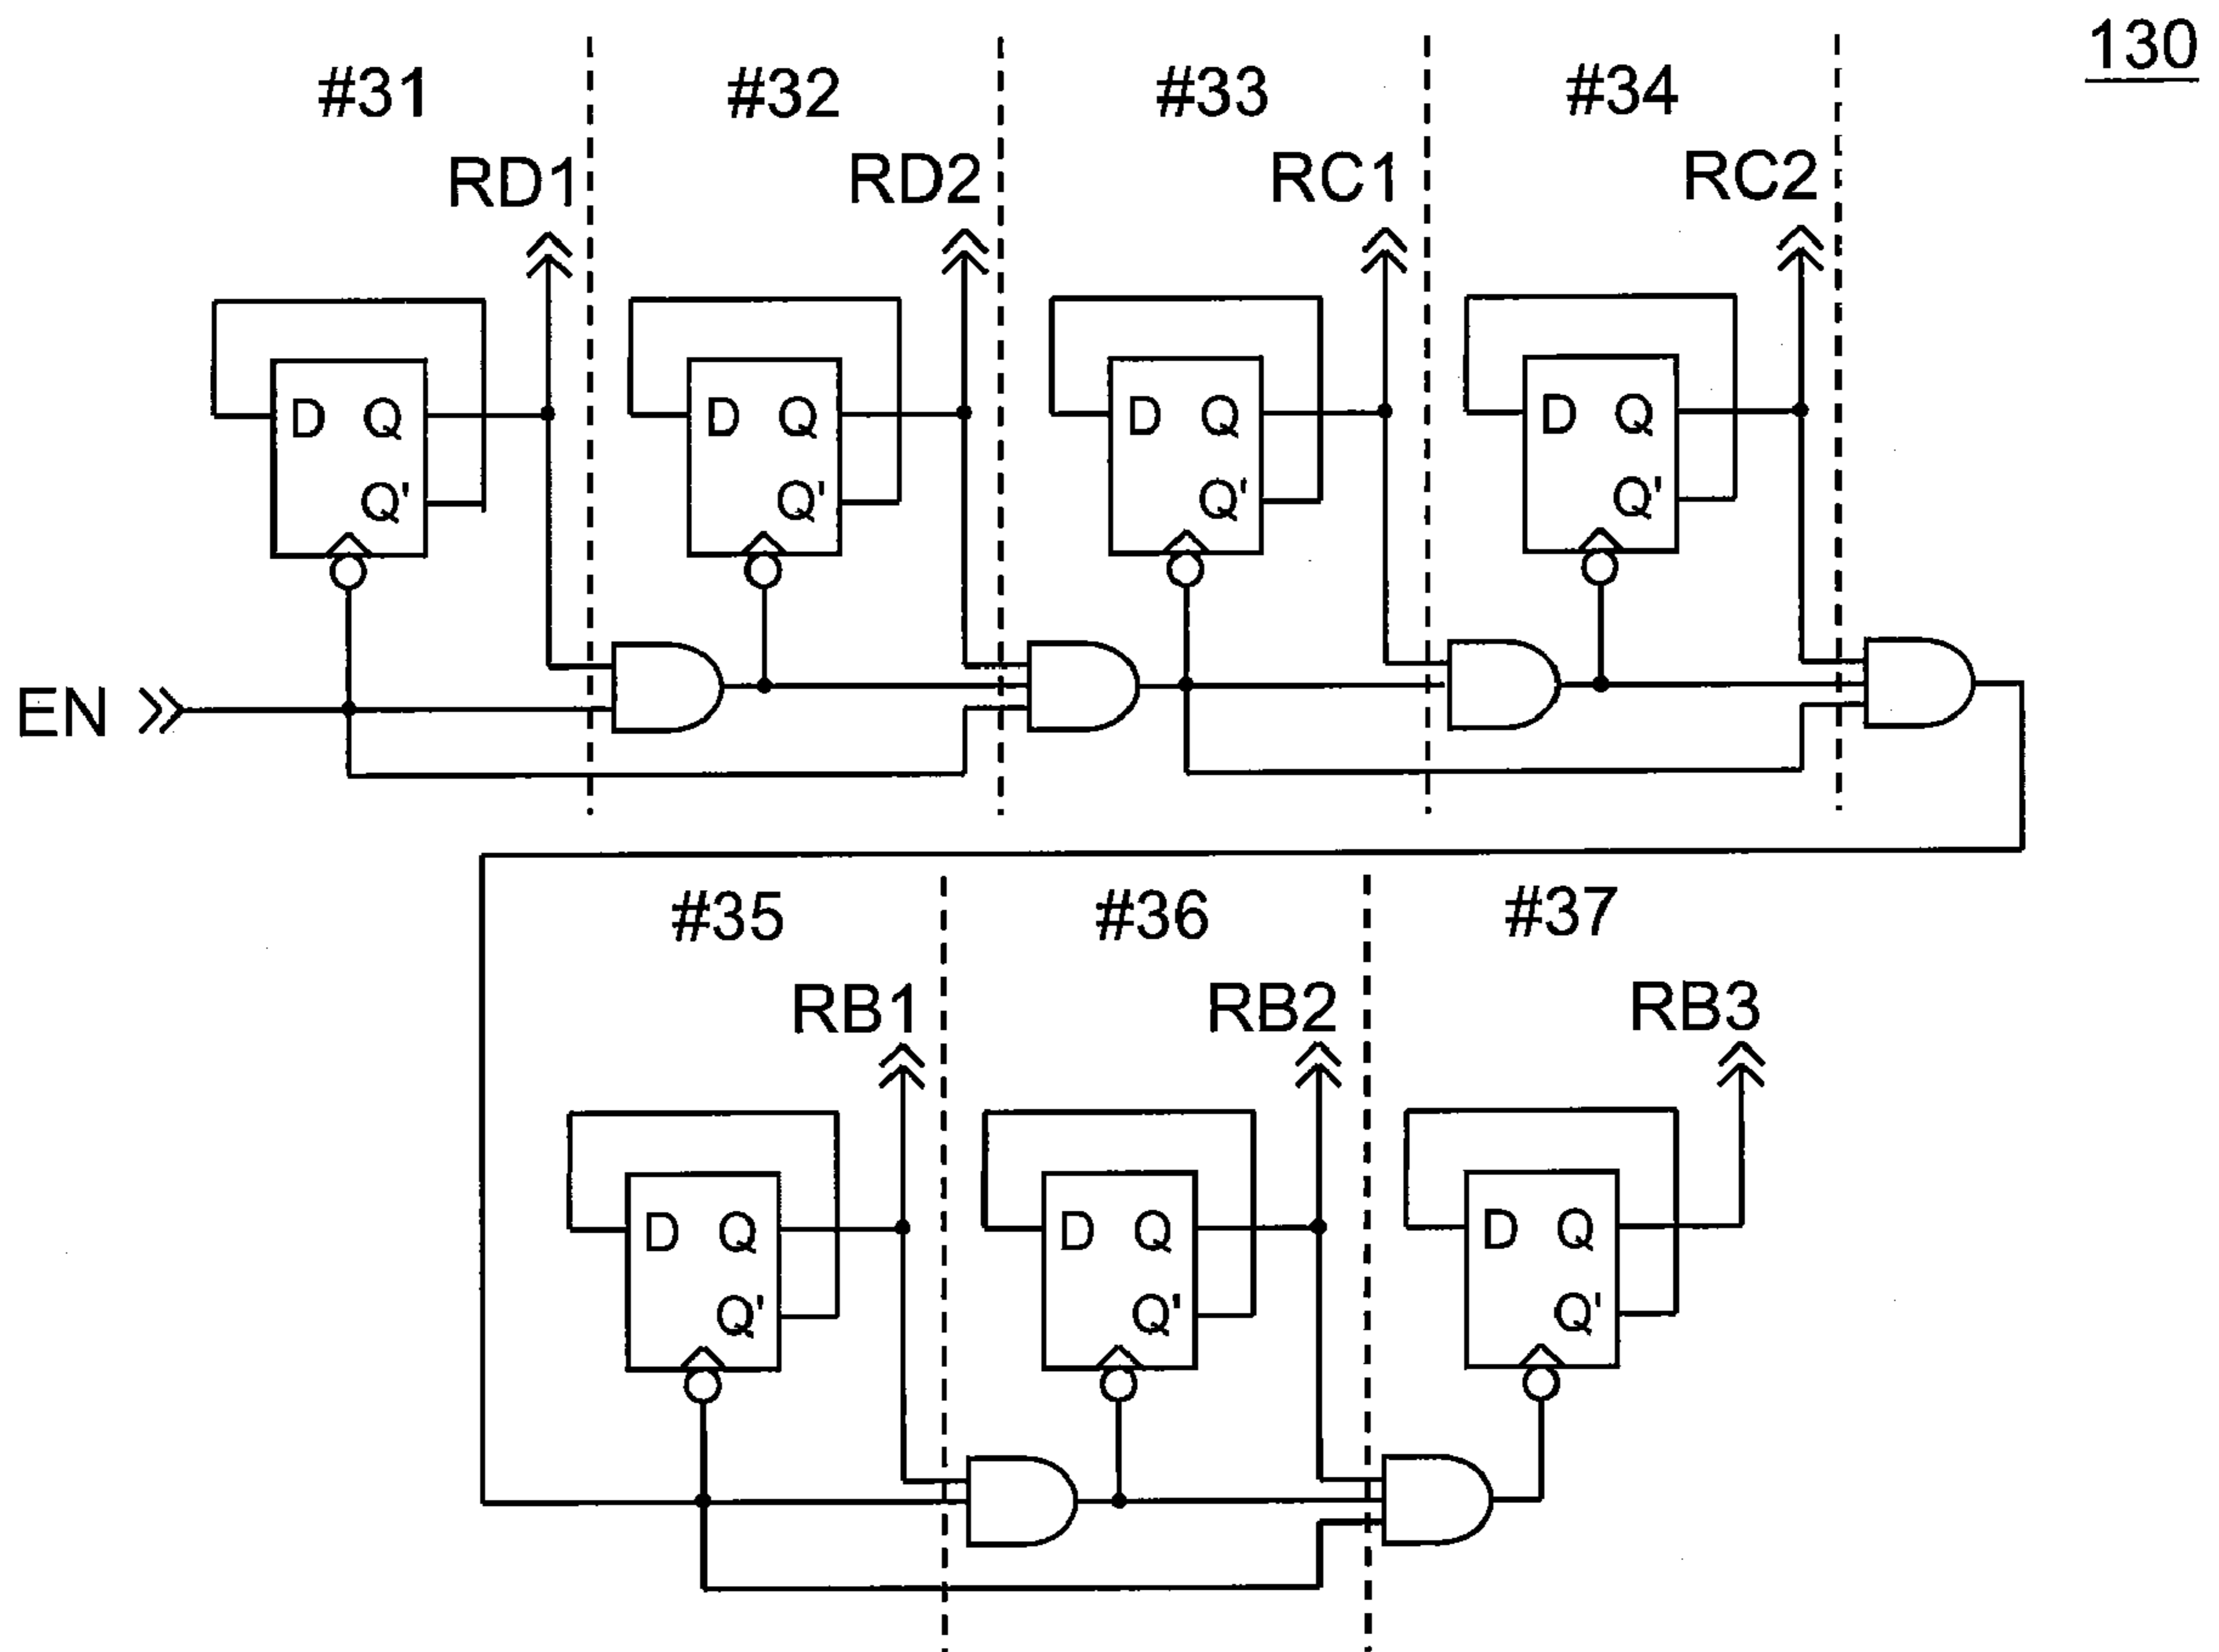 130
#31 #32 #33 #34
RD1 RD2 RC1 RC2
D Q D Q D Q D Q
Q' Q' Q' Q'
EN
#35 #36 #37
RB1 RB2 RB3
D Q D Q D Q
Q' Q' Q'